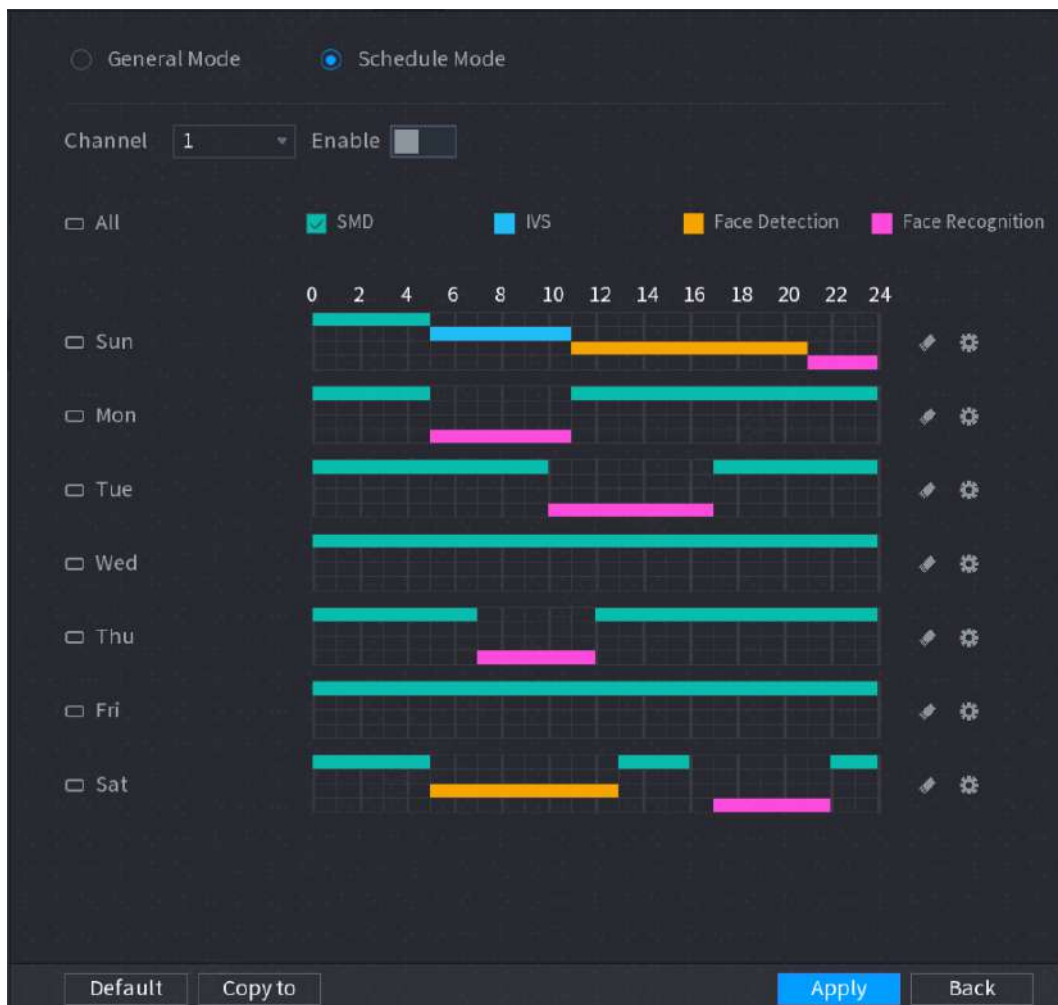 General Mode Schedule Mode
Channel 1 Enable
All SMD IVS Face Detection Face Recognition
0 2 4 6 8 10 12 14 16 18 20 22 24
Sun
Mon
Tue
Wed
Thu
Fri
Sat
Default Copy to Apply Back